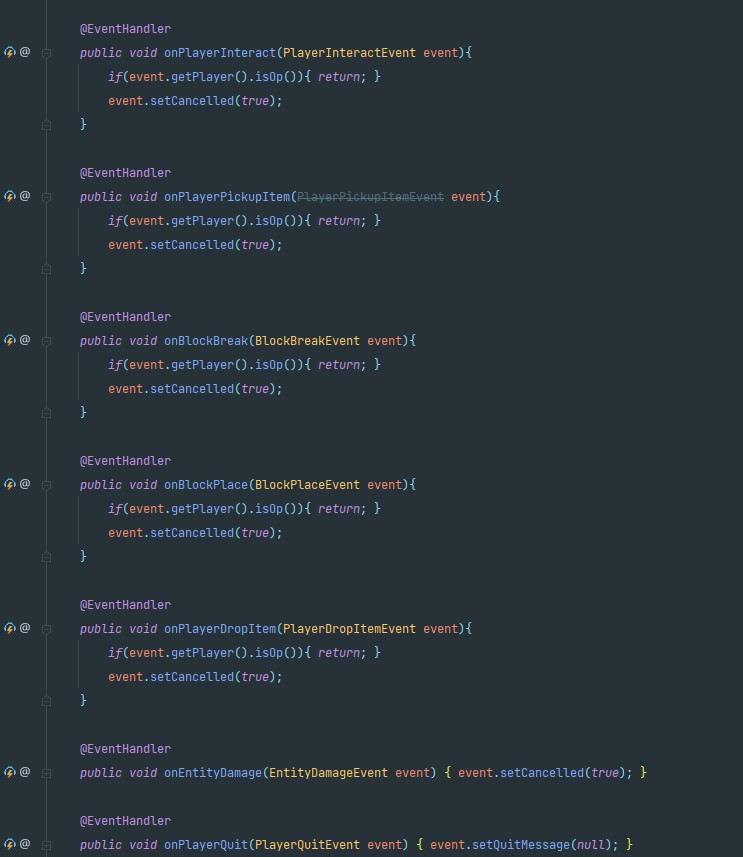 @EventHandler
@ public void onPlayerInteract(PlayerInteractEvent event){
if(event.getPlayer().isOp()){ return; }
event.setCancelled(true);
}
@EventHandler
@ public void onPlayerPickupItem(PlayerPickupItemEvent event){
if(event.getPlayer().isOp()){ return; }
event.setCancelled(true);
}
@EventHandler
@ public void onBlockBreak(BlockBreakEvent event){
if(event.getPlayer().isOp()){ return; }
event.setCancelled(true);
}
@EventHandler
@ public void onBlockPlace(BlockPlaceEvent event){
if(event.getPlayer().isOp()){ return; }
event.setCancelled(true);
}
@EventHandler
@ public void onPlayerDropItem(PlayerDropItemEvent event){
if(event.getPlayer().isOp()){ return; }
event.setCancelled(true);
}
@EventHandler
@ public void onEntityDamage(EntityDamageEvent event) { event.setCancelled(true); }
@EventHandler
@ public void onPlayerQuit(PlayerQuitEvent event) { event.setQuitMessage(null); }